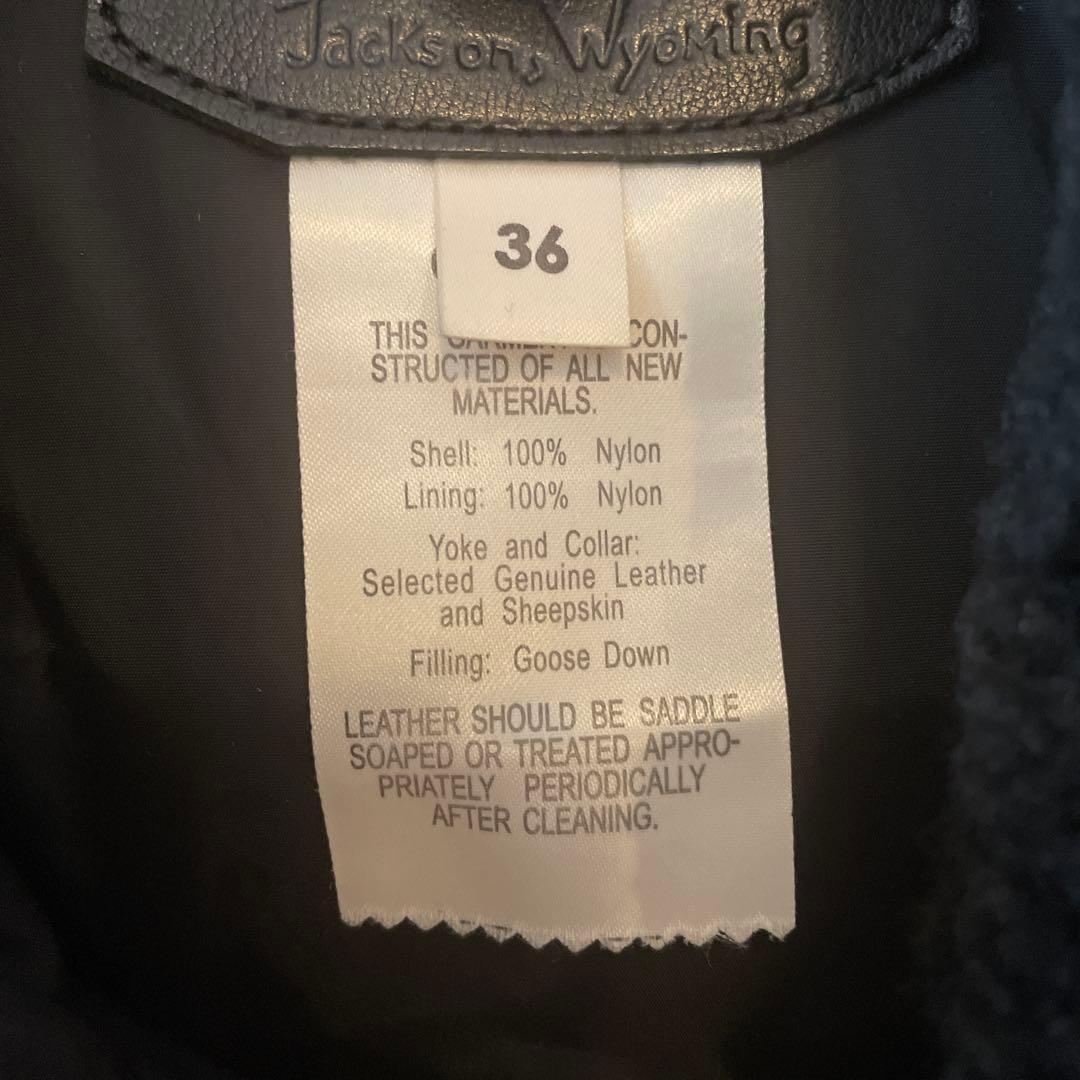 Jackson, Wyoming
36
THIS GARMENT CON-
STRUCTED OF ALL NEW
MATERIALS.
Shell: 100% Nylon
Lining: 100% Nylon
Yoke and Collar:
Selected Genuine Leather
and Sheepskin
Filling: Goose Down
LEATHER SHOULD BE SADDLE
SOAPED OR TREATED APPRO-
PRIATELY PERIODICALLY
AFTER CLEANING.